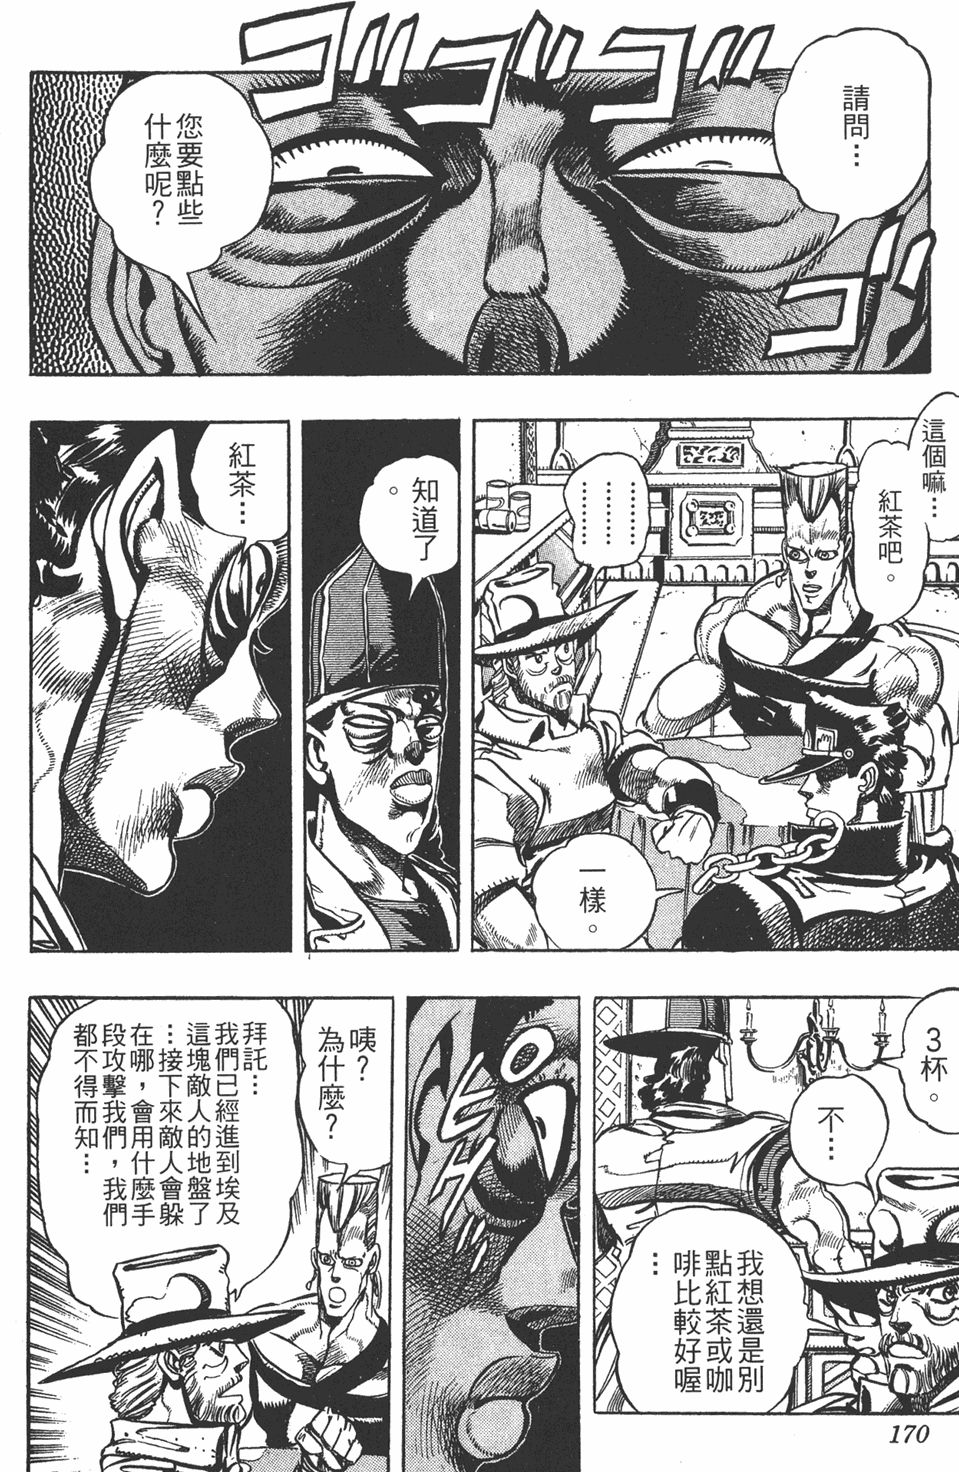 ゴゴゴゴ
ゴゴ
請問…
您要點些
什麼呢？
這個嘛…
紅茶吧。
…………
一樣。
知道了
。
紅茶…
3杯。
不…
我想還是別
點紅茶或咖
啡比較好喔
…
咦？
為什麼？
拜託…
我們已經進到埃及
這塊敵人的地盤了
…接下來敵人會躲
在哪，會用什麼手
段攻擊我們，我們
都不得而知…
170